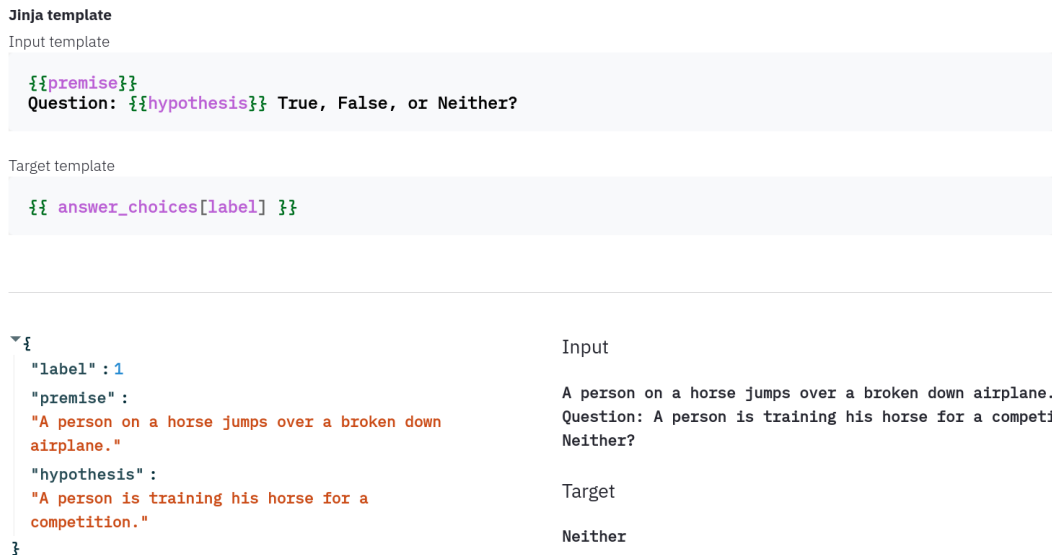 Jinja template
Input template
{{premise}}
Question: {{hypothesis}} True, False, or Neither?
Target template
{{ answer_choices[label] }}
{
"label" : 1
"premise" :
"A person on a horse jumps over a broken down
airplane."
"hypothesis" :
"A person is training his horse for a
competition."
}
Input
A person on a horse jumps over a broken down airplane.
Question: A person is training his horse for a competi
Neither?
Target
Neither